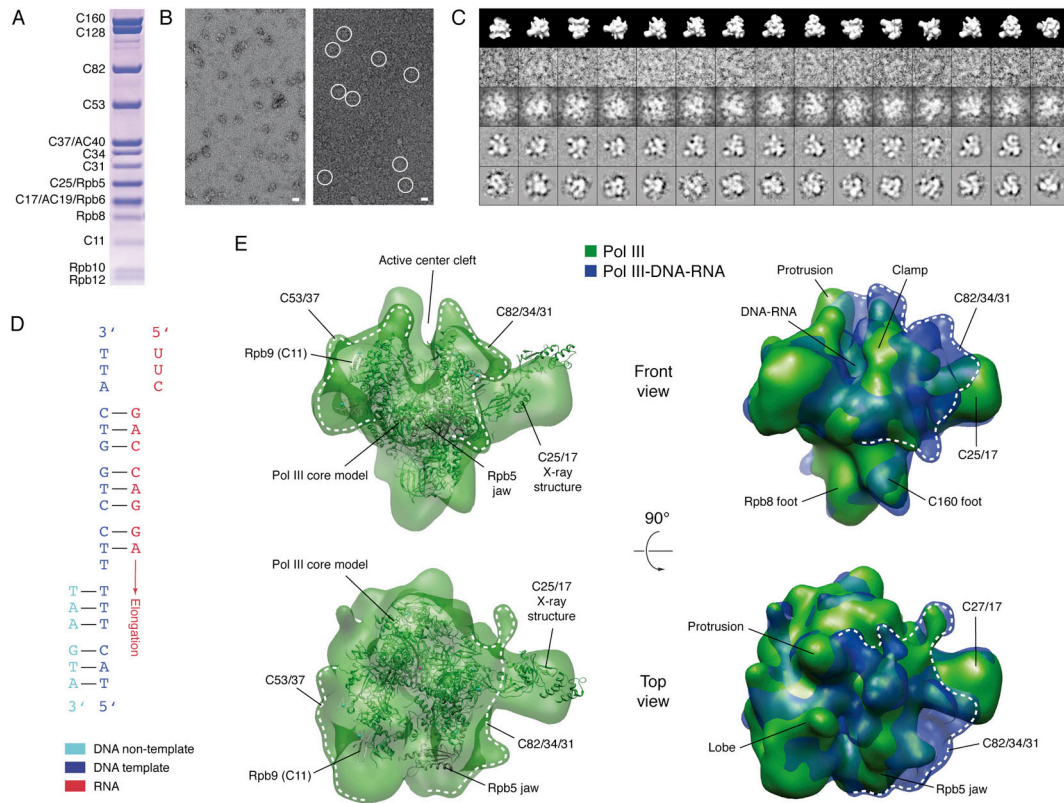 A
C160
C128
C82
C53
C37/AC40
C34
C31
C25/Rpb5
C17/AC19/Rpb6
Rpb8
C11
Rpb10
Rpb12
B
C
D
3‘ 5‘
T U
T U
A C
C G
T A
G C
G C
T A
C G
C G
T A
T
T T
A T
A T
G C
T A
A T
3‘ 5‘
Elongation
DNA non-template
DNA template
RNA
E
Pol III
Pol III-DNA-RNA
Active center cleft
C53/37
C82/34/31
Rpb9 (C11)
Pol III core model
Rpb5
jaw
C25/17
X-ray
structure
Front
view
Protrusion
Clamp
DNA-RNA
C82/34/31
C25/17
Rpb8 foot
C160 foot
90°
Pol III core model
C25/17
X-ray
structure
C53/37
Rpb9 (C11)
C82/34/31
Rpb5 jaw
Top
view
Protrusion
C27/17
Lobe
C82/34/31
Rpb5 jaw